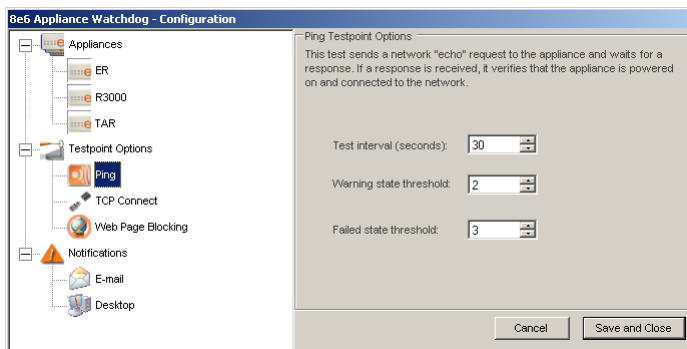 8e6 Appliance Watchdog - Configuration
Appliances
ER
R3000
TAR
Testpoint Options
Ping
TCP Connect
Web Page Blocking
Notifications
E-mail
Desktop
Ping Testpoint Options
This test sends a network "echo" request to the appliance and waits for a
response. If a response is received, it verifies that the appliance is powered
on and connected to the network.
Test interval (seconds): 30
Warning state threshold: 2
Failed state threshold: 3
Cancel Save and Close